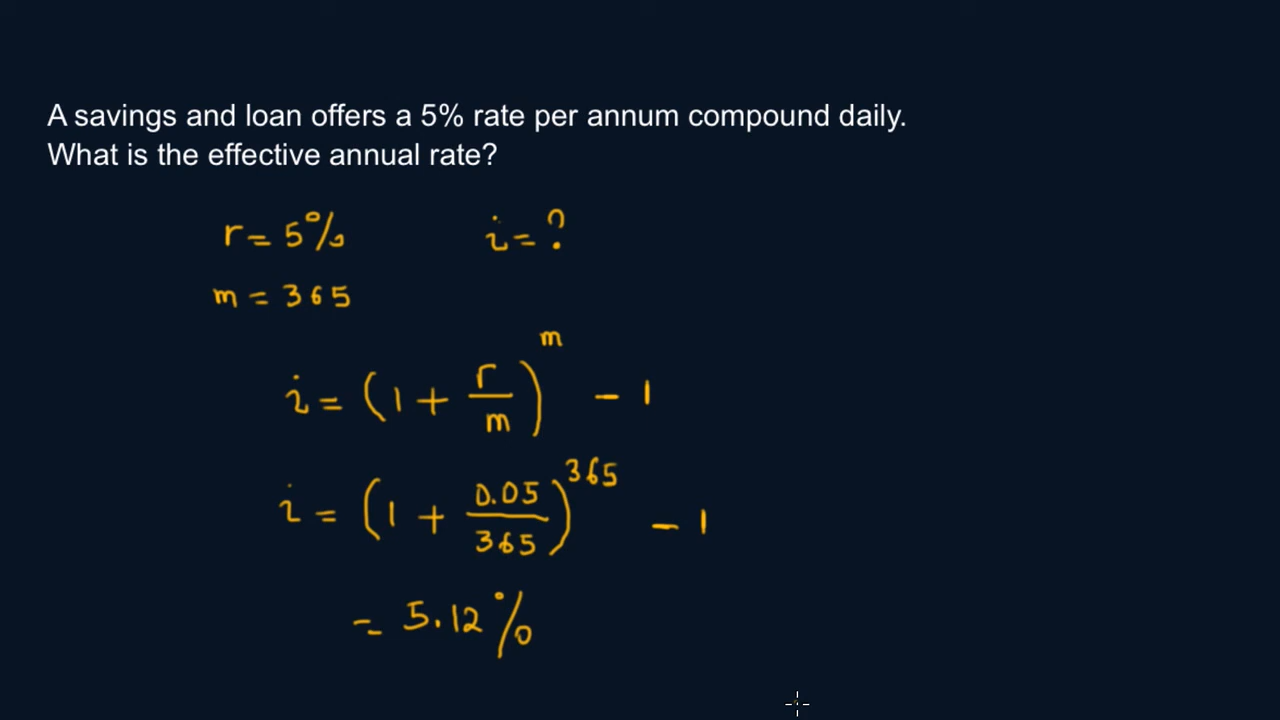 A savings and loan offers a 5% rate per annum compound daily.
What is the effective annual rate?
r = 5% i = ?
m = 365
i = (1 + r/m)^m - 1
i = (1 + 0.05/365)^365 - 1
= 5.12%